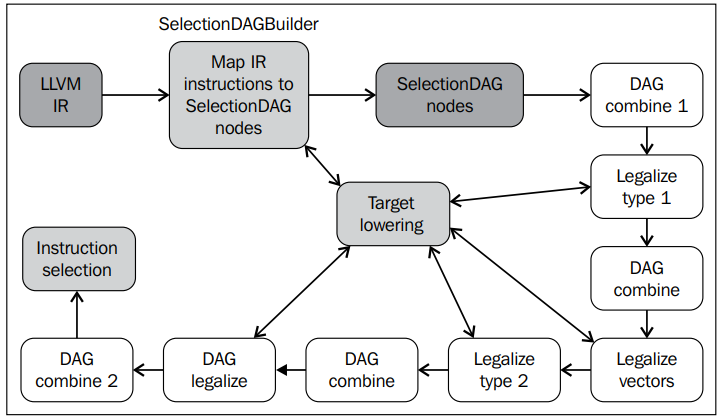 SelectionDAGBuilder
LLVM
IR
Map IR
instructions to
SelectionDAG
nodes
SelectionDAG
nodes
DAG
combine 1
Legalize
type 1
Target
lowering
Instruction
selection
DAG
combine
DAG
combine 2
DAG
legalize
DAG
combine
Legalize
type 2
Legalize
vectors